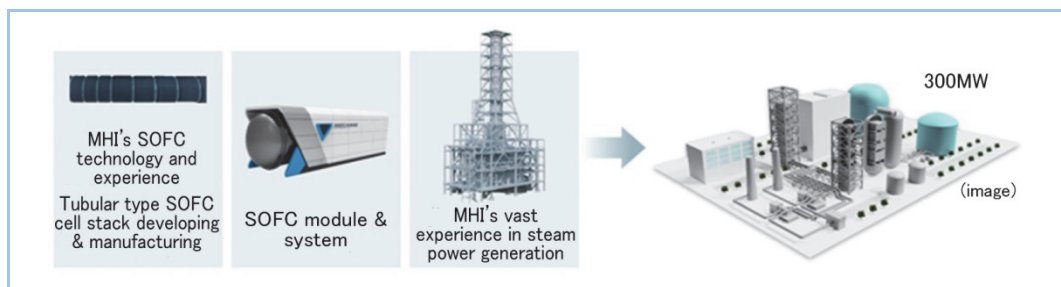 MHI's SOFC
technology and
experience
Tubular type SOFC
cell stack developing
& manufacturing
SOFC module &
system
MHI's vast
experience in steam
power generation
300MW
(image)